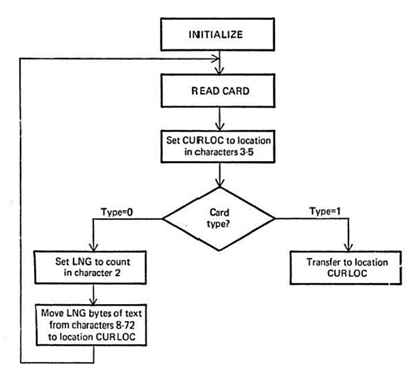 INITIALIZE
READ CARD
Set CURLOC to location
in characters 3-5
Card
type?
Type=0
Type=1
Set LNG to count
in character 2
Transfer to location
CURLOC
Move LNG bytes of text
from characters 8-72
to location CURLOC